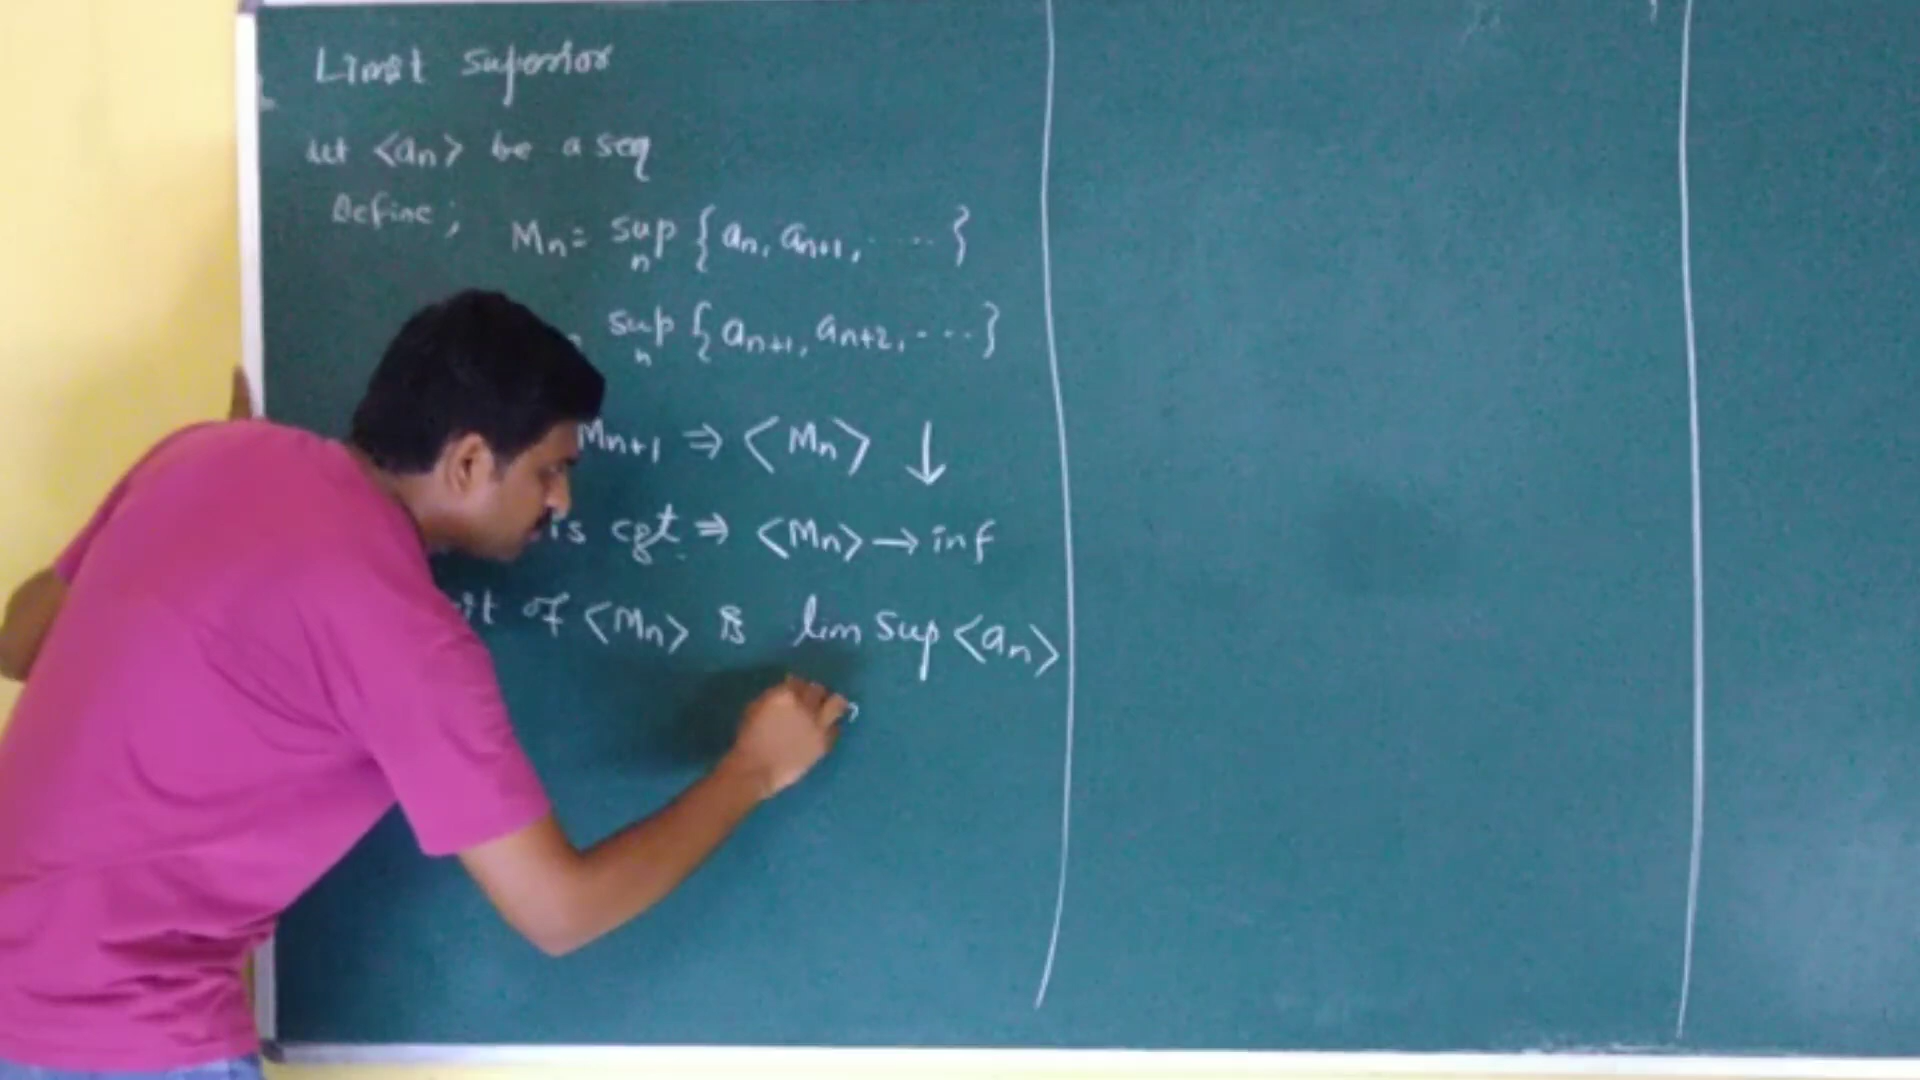 Limit Superior
Let <an> be a seq
Define; Mn = sup n {an, an+1, ....}
sup n {an+1, an+2, ....}
Mn+1 ⇒ <Mn> ↓
is cgt ⇒ <Mn> → inf
it of <Mn> is lim sup <an>